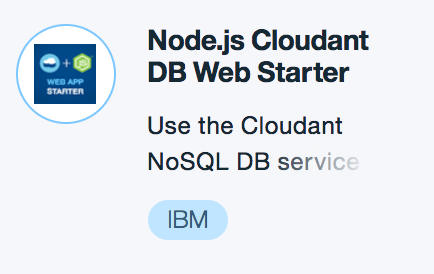 Node.js Cloudant
DB Web Starter
WEB APP
STARTER
Use the Cloudant
NoSQL DB service
IBM